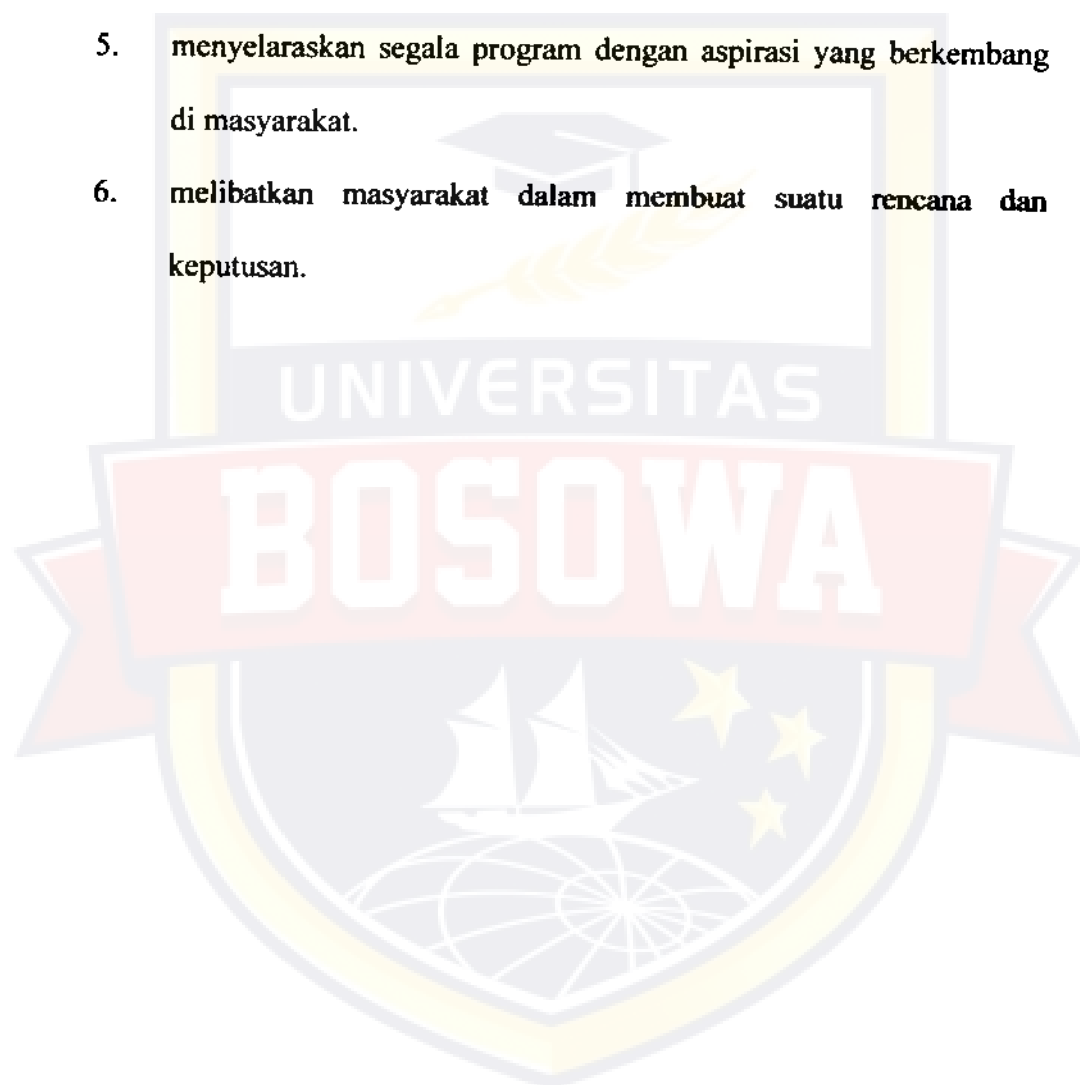 5. menyelaraskan segala program dengan aspirasi yang berkembang
di masyarakat.
6. melibatkan masyarakat dalam membuat suatu rencana dan
keputusan.
UNIVERSITAS
BOSOWA